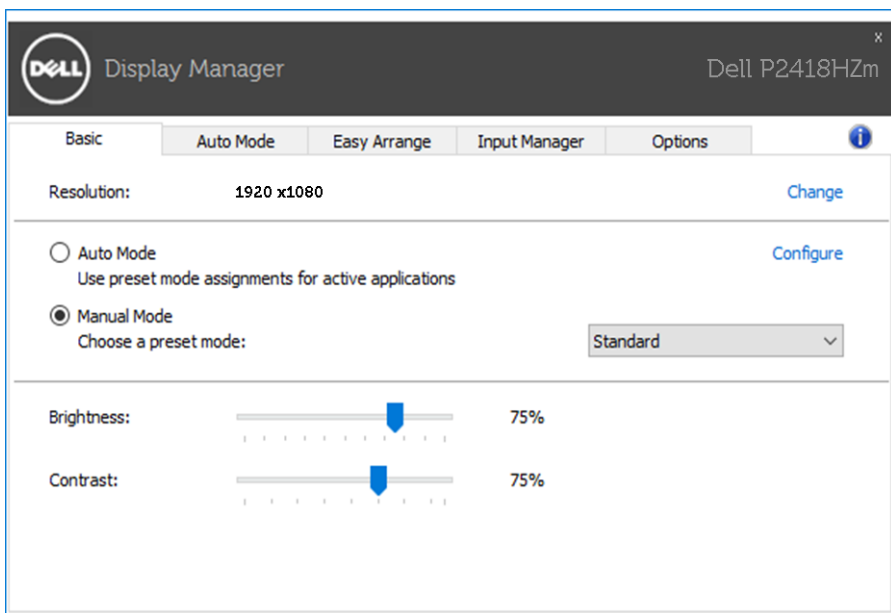 x
DELL Display Manager Dell P2418HZm
Basic Auto Mode Easy Arrange Input Manager Options i
Resolution: 1920 x1080 Change
Auto Mode Configure
Use preset mode assignments for active applications
Manual Mode
Choose a preset mode: Standard
Brightness: 75%
Contrast: 75%